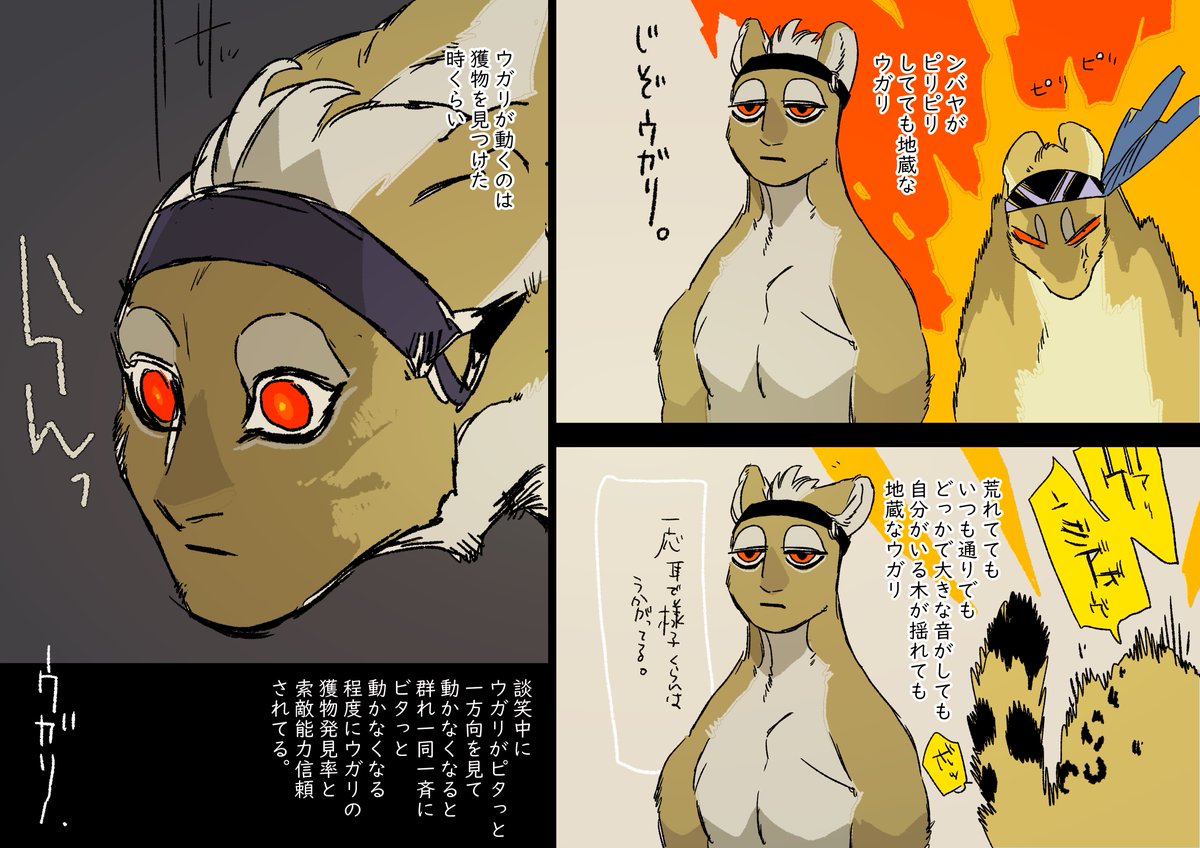 ンバヤが
ピリピリ
してても地蔵な
ウガリ
ピリ
ピリ
じぞウガリ。
荒れてても
いつも通りでも
どっかで大きな音がしても
自分がいる木が揺れても
地蔵なウガリ
一応耳で様子くらいは
うかがってる。
ウガリが動くのは
獲物を見つけた
時くらい
談笑中に
ウガリがピタっと
一方向を見て
動かなくなると
群れ一同一斉に
ピタっと
動かなくなる
程度にウガリの
獲物発見率と
索敵能力信頼
されてる。
ウガリ.